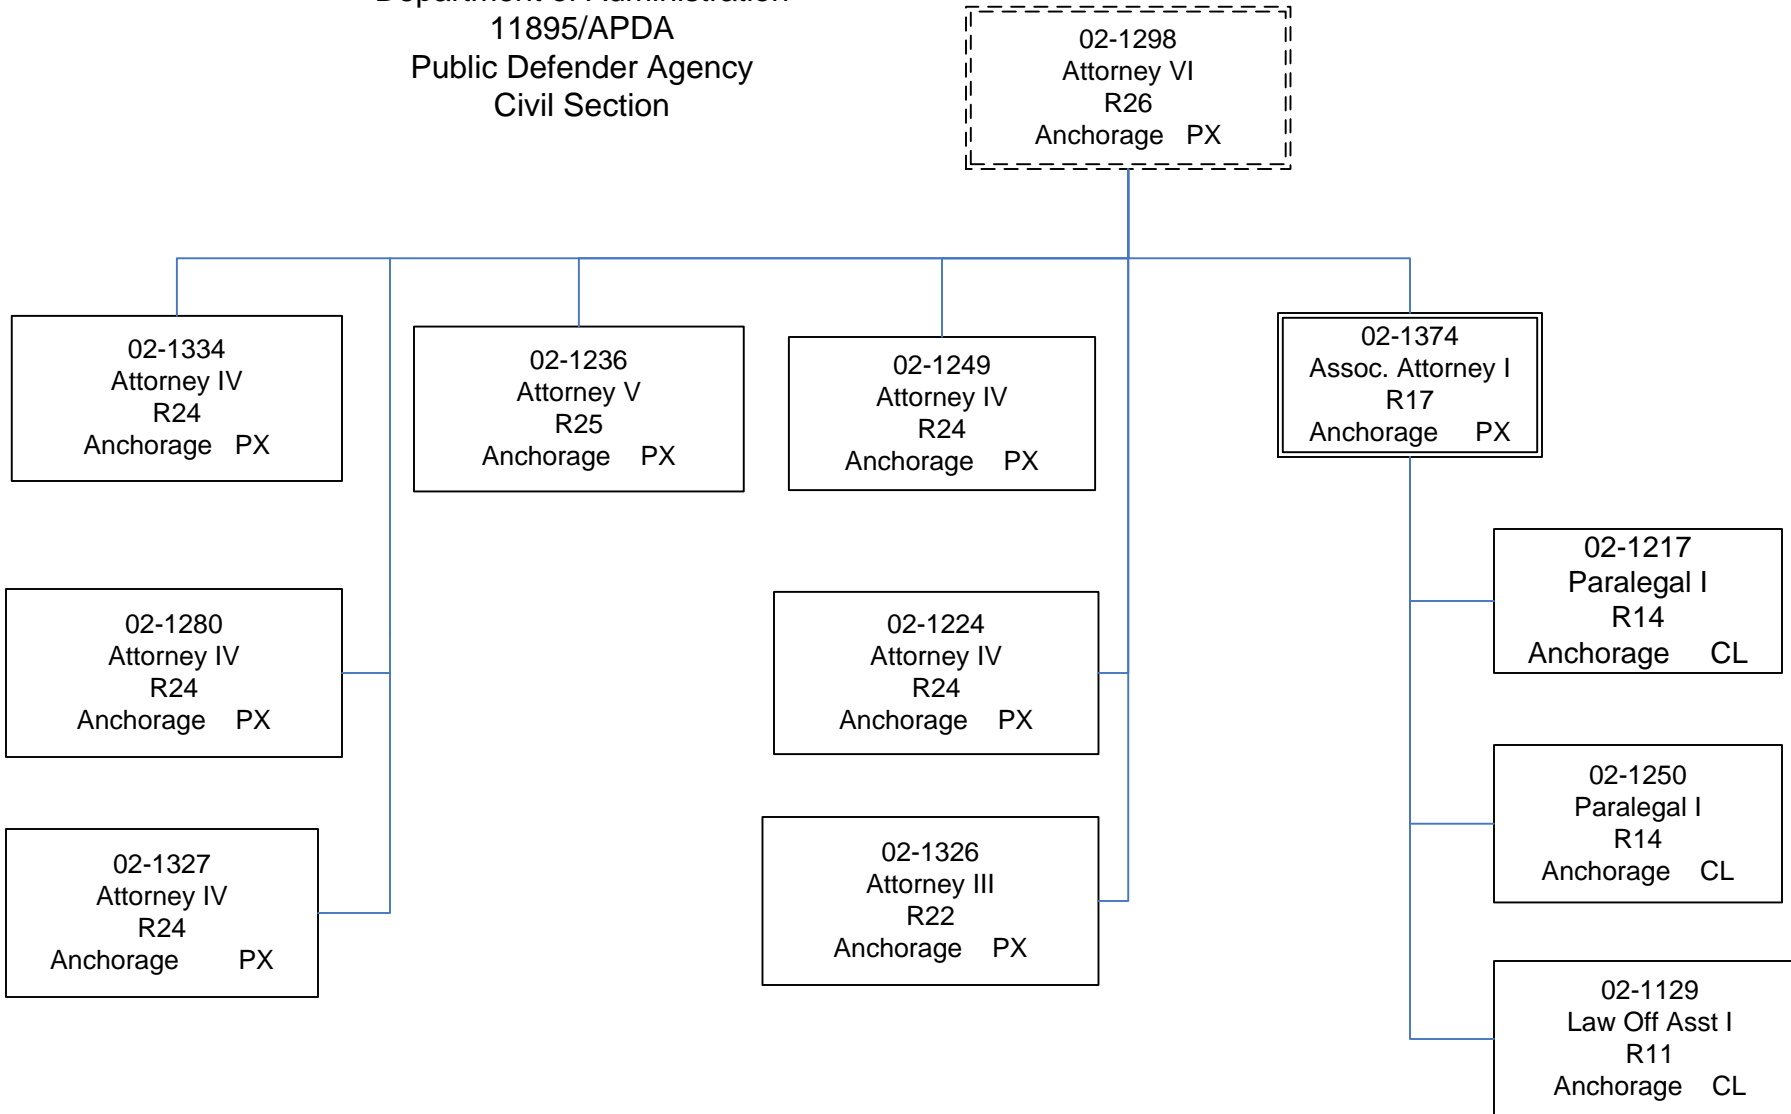 Department of Administration
11895/APDA
Public Defender Agency
Civil Section
02-1298
Attorney VI
R26
Anchorage PX
02-1334
Attorney IV
R24
Anchorage PX
02-1236
Attorney V
R25
Anchorage PX
02-1249
Attorney IV
R24
Anchorage PX
02-1374
Assoc. Attorney I
R17
Anchorage PX
02-1280
Attorney IV
R24
Anchorage PX
02-1224
Attorney IV
R24
Anchorage PX
02-1217
Paralegal I
R14
Anchorage CL
02-1327
Attorney IV
R24
Anchorage PX
02-1326
Attorney III
R22
Anchorage PX
02-1250
Paralegal I
R14
Anchorage CL
02-1129
Law Off Asst I
R11
Anchorage CL